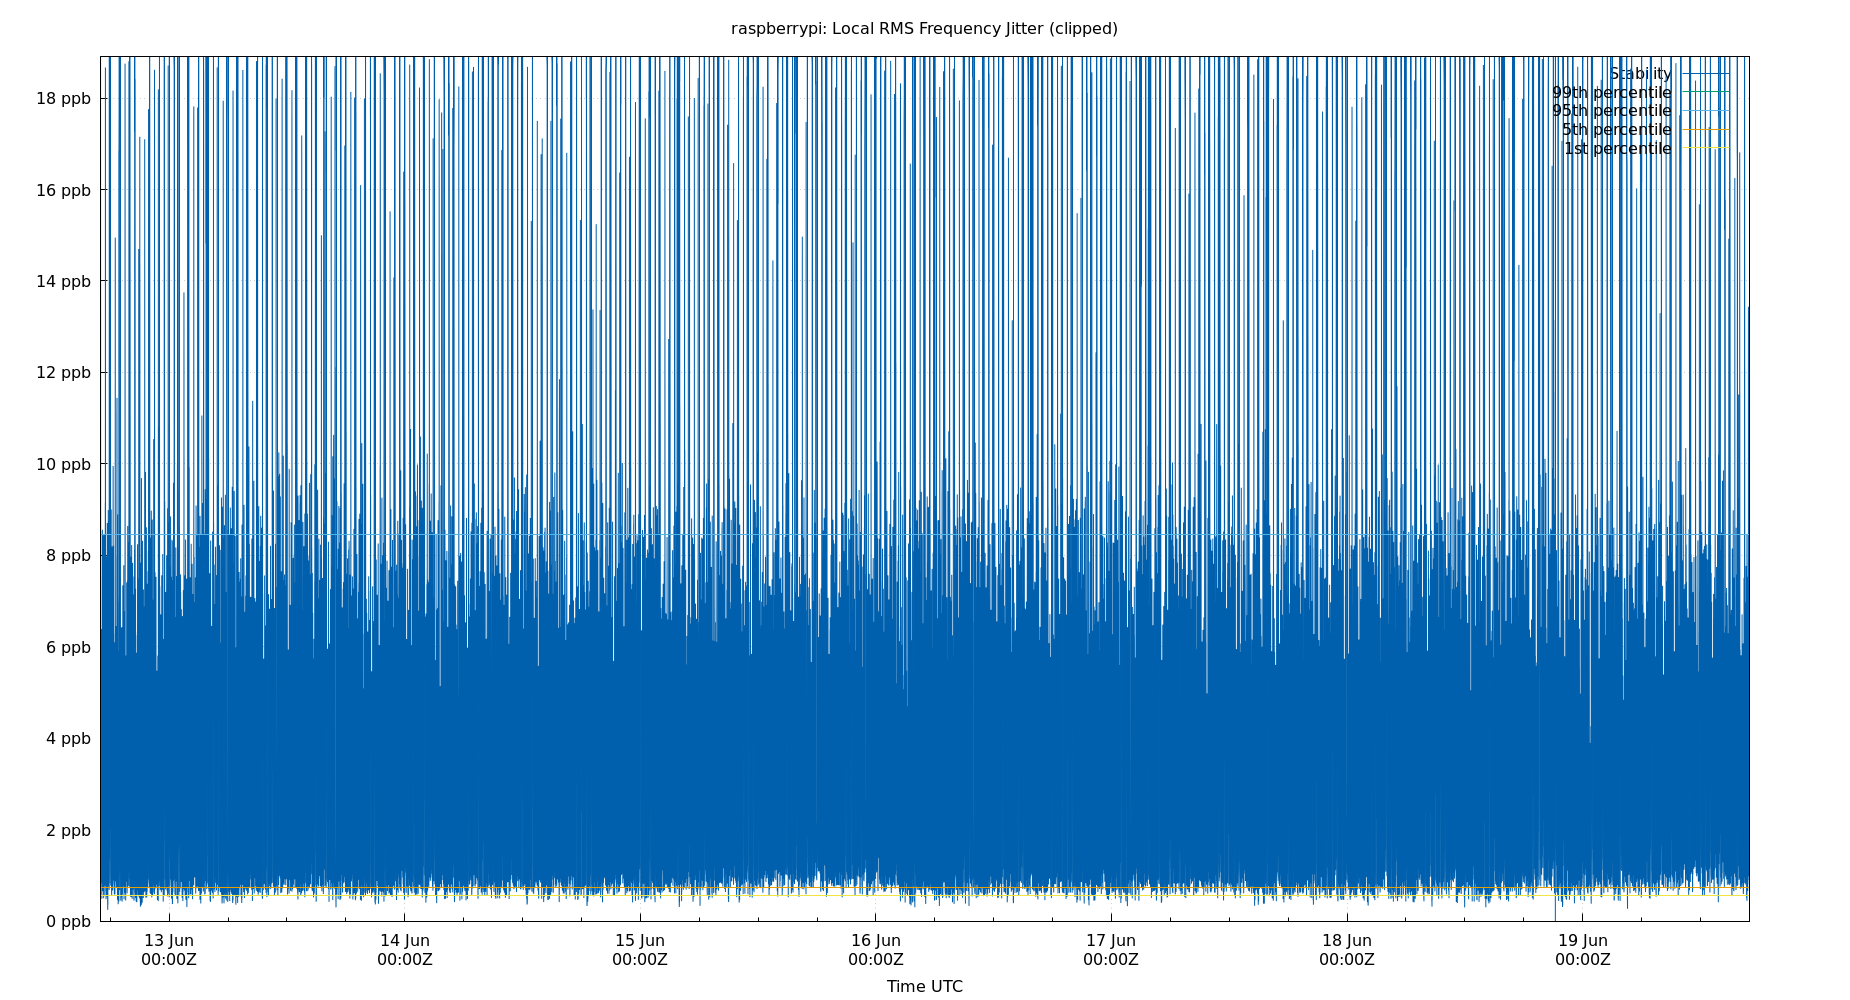 raspberrypi: Local RMS Frequency Jitter (clipped)
Stability
18 ppb
99th percentile
95th percentile
5th percentile
1st percentile
16 ppb
14 ppb
12 ppb
10 ppb
8 ppb
6 ppb
4 ppb
2 ppb
0 ppb
13 Jun 14 Jun 15 Jun 16 Jun 17 Jun 18 Jun 19 Jun
00:00Z 00:00Z 00:00Z 00:00Z 00:00Z 00:00Z 00:00Z
Time UTC